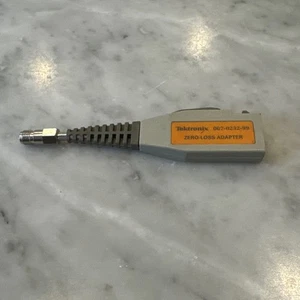 Tektronix 067-0232-00
ZERO-LOSS ADAPTER